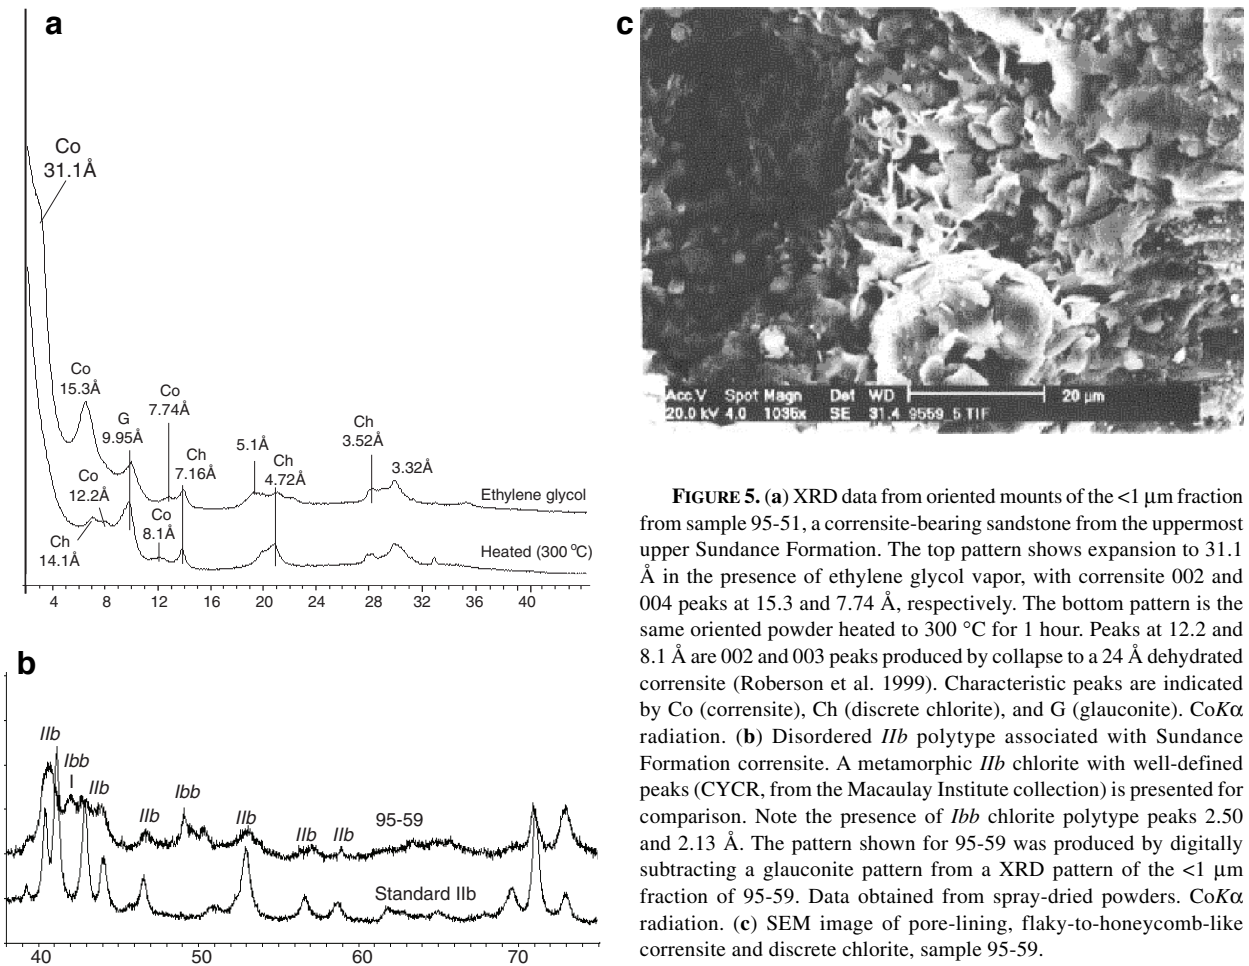 a
Co
31.1Å
Co
15.3Å
G
9.95Å
Co
7.74Å
Ch
7.16Å
5.1Å
Ch
4.72Å
Ch
3.52Å
3.32Å
Ethylene glycol
Co
12.2Å
Ch
14.1Å
Co
8.1Å
Heated (300 °C)
4 8 12 16 20 24 28 32 36 40
b
IIb
Ibb
IIb
IIb
Ibb
IIb
IIb
IIb
95-59
Standard IIb
40 50 60 70
c
Acc.V Spot Magn Det WD 20 µm
20.0 kV 4.0 1036x SE 31.4 9559_5.TIF
FIGURE 5. (a) XRD data from oriented mounts of the <1 µm fraction
from sample 95-51, a corrensite-bearing sandstone from the uppermost
upper Sundance Formation. The top pattern shows expansion to 31.1
Å in the presence of ethylene glycol vapor, with corrensite 002 and
004 peaks at 15.3 and 7.74 Å, respectively. The bottom pattern is the
same oriented powder heated to 300 °C for 1 hour. Peaks at 12.2 and
8.1 Å are 002 and 003 peaks produced by collapse to a 24 Å dehydrated
corrensite (Roberson et al. 1999). Characteristic peaks are indicated
by Co (corrensite), Ch (discrete chlorite), and G (glauconite). CoKα
radiation. (b) Disordered IIb polytype associated with Sundance
Formation corrensite. A metamorphic IIb chlorite with well-defined
peaks (CYCR, from the Macaulay Institute collection) is presented for
comparison. Note the presence of Ibb chlorite polytype peaks 2.50
and 2.13 Å. The pattern shown for 95-59 was produced by digitally
subtracting a glauconite pattern from a XRD pattern of the <1 µm
fraction of 95-59. Data obtained from spray-dried powders. CoKα
radiation. (c) SEM image of pore-lining, flaky-to-honeycomb-like
corrensite and discrete chlorite, sample 95-59.